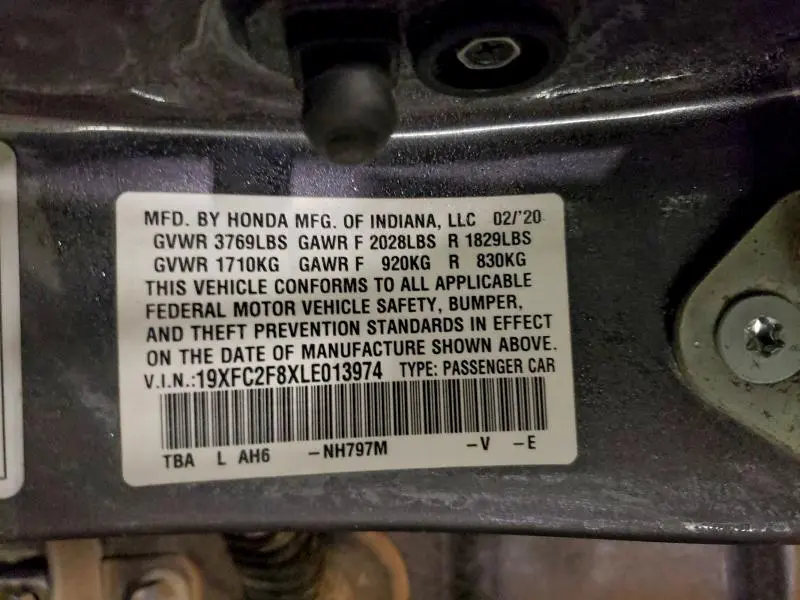 MFD. BY HONDA MFG. OF INDIANA, LLC 02/'20
GVWR 3769LBS GAWR F 2028LBS R 1829LBS
GVWR 1710KG GAWR F 920KG R 830KG
THIS VEHICLE CONFORMS TO ALL APPLICABLE
FEDERAL MOTOR VEHICLE SAFETY, BUMPER,
AND THEFT PREVENTION STANDARDS IN EFFECT
ON THE DATE OF MANUFACTURE SHOWN ABOVE.
V.I.N.:19XFC2F8XLE013974 TYPE: PASSENGER CAR
TBA L AH6 -NH797M -V -E